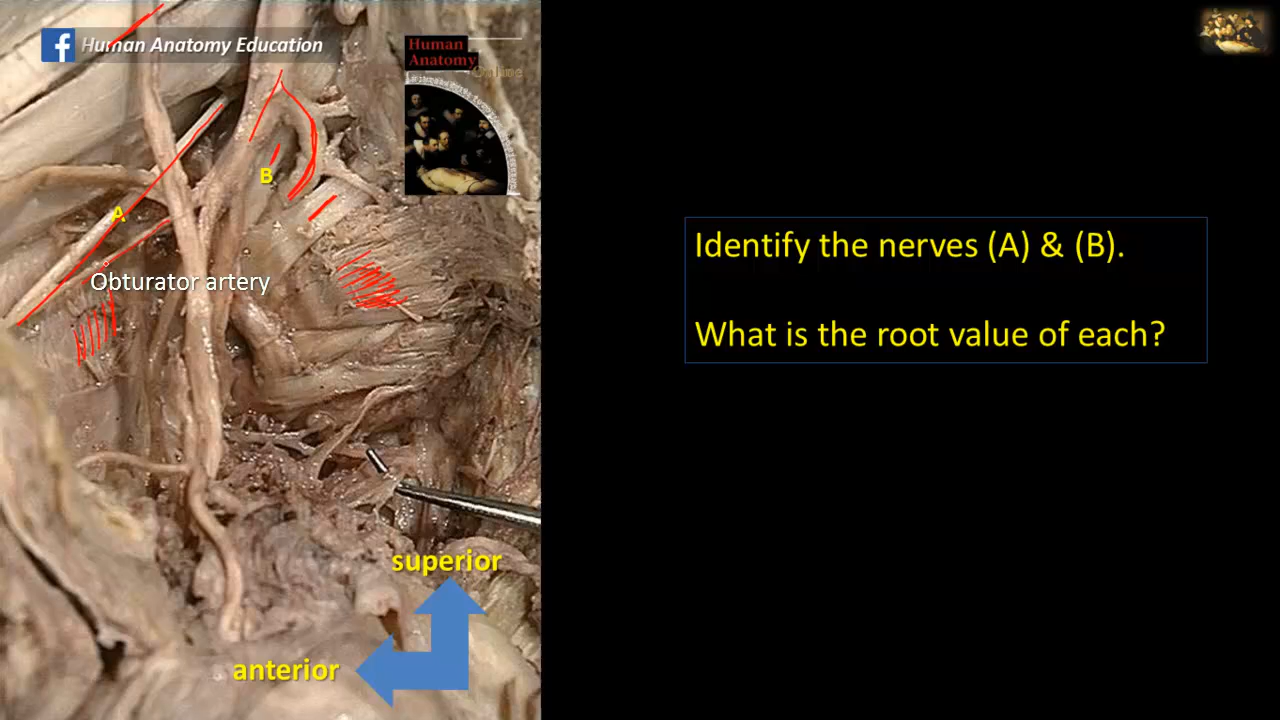 Human Anatomy Education
Human
Anatomy
Online
B
A
Obturator artery
superior
anterior
Identify the nerves (A) & (B).
What is the root value of each?